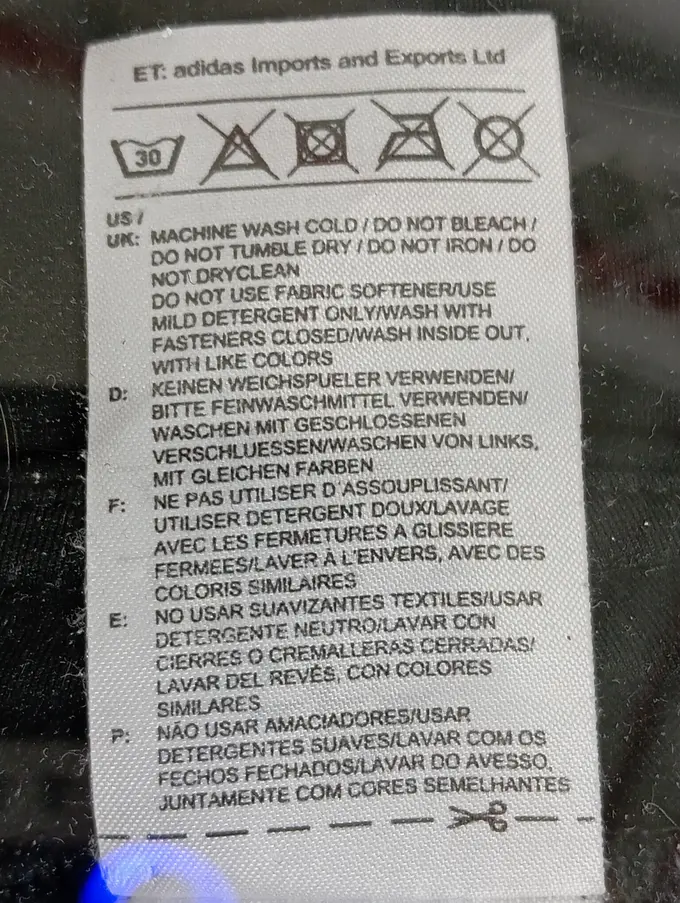 ET: adidas Imports and Exports Ltd
30
US /
UK: MACHINE WASH COLD / DO NOT BLEACH /
DO NOT TUMBLE DRY / DO NOT IRON / DO
NOT DRYCLEAN
DO NOT USE FABRIC SOFTENER/USE
MILD DETERGENT ONLY/WASH WITH
FASTENERS CLOSED/WASH INSIDE OUT,
WITH LIKE COLORS
D: KEINEN WEICHSPUELER VERWENDEN/
BITTE FEINWASCHMITTEL VERWENDEN/
WASCHEN MIT GESCHLOSSENEN
VERSCHLUESSEN/WASCHEN VON LINKS,
MIT GLEICHEN FARBEN
F: NE PAS UTILISER D'ASSOUPLISSANT/
UTILISER DETERGENT DOUX/LAVAGE
AVEC LES FERMETURES A GLISSIERE
FERMEES/LAVER À L'ENVERS, AVEC DES
COLORIS SIMILAIRES
E: NO USAR SUAVIZANTES TEXTILES/USAR
DETERGENTE NEUTRO/LAVAR CON
CIERRES O CREMALLERAS CERRADAS/
LAVAR DEL REVÉS, CON COLORES
SIMILARES
P: NÃO USAR AMACIADORES/USAR
DETERGENTES SUAVES/LAVAR COM OS
FECHOS FECHADOS/LAVAR DO AVESSO,
JUNTAMENTE COM CORES SEMELHANTES